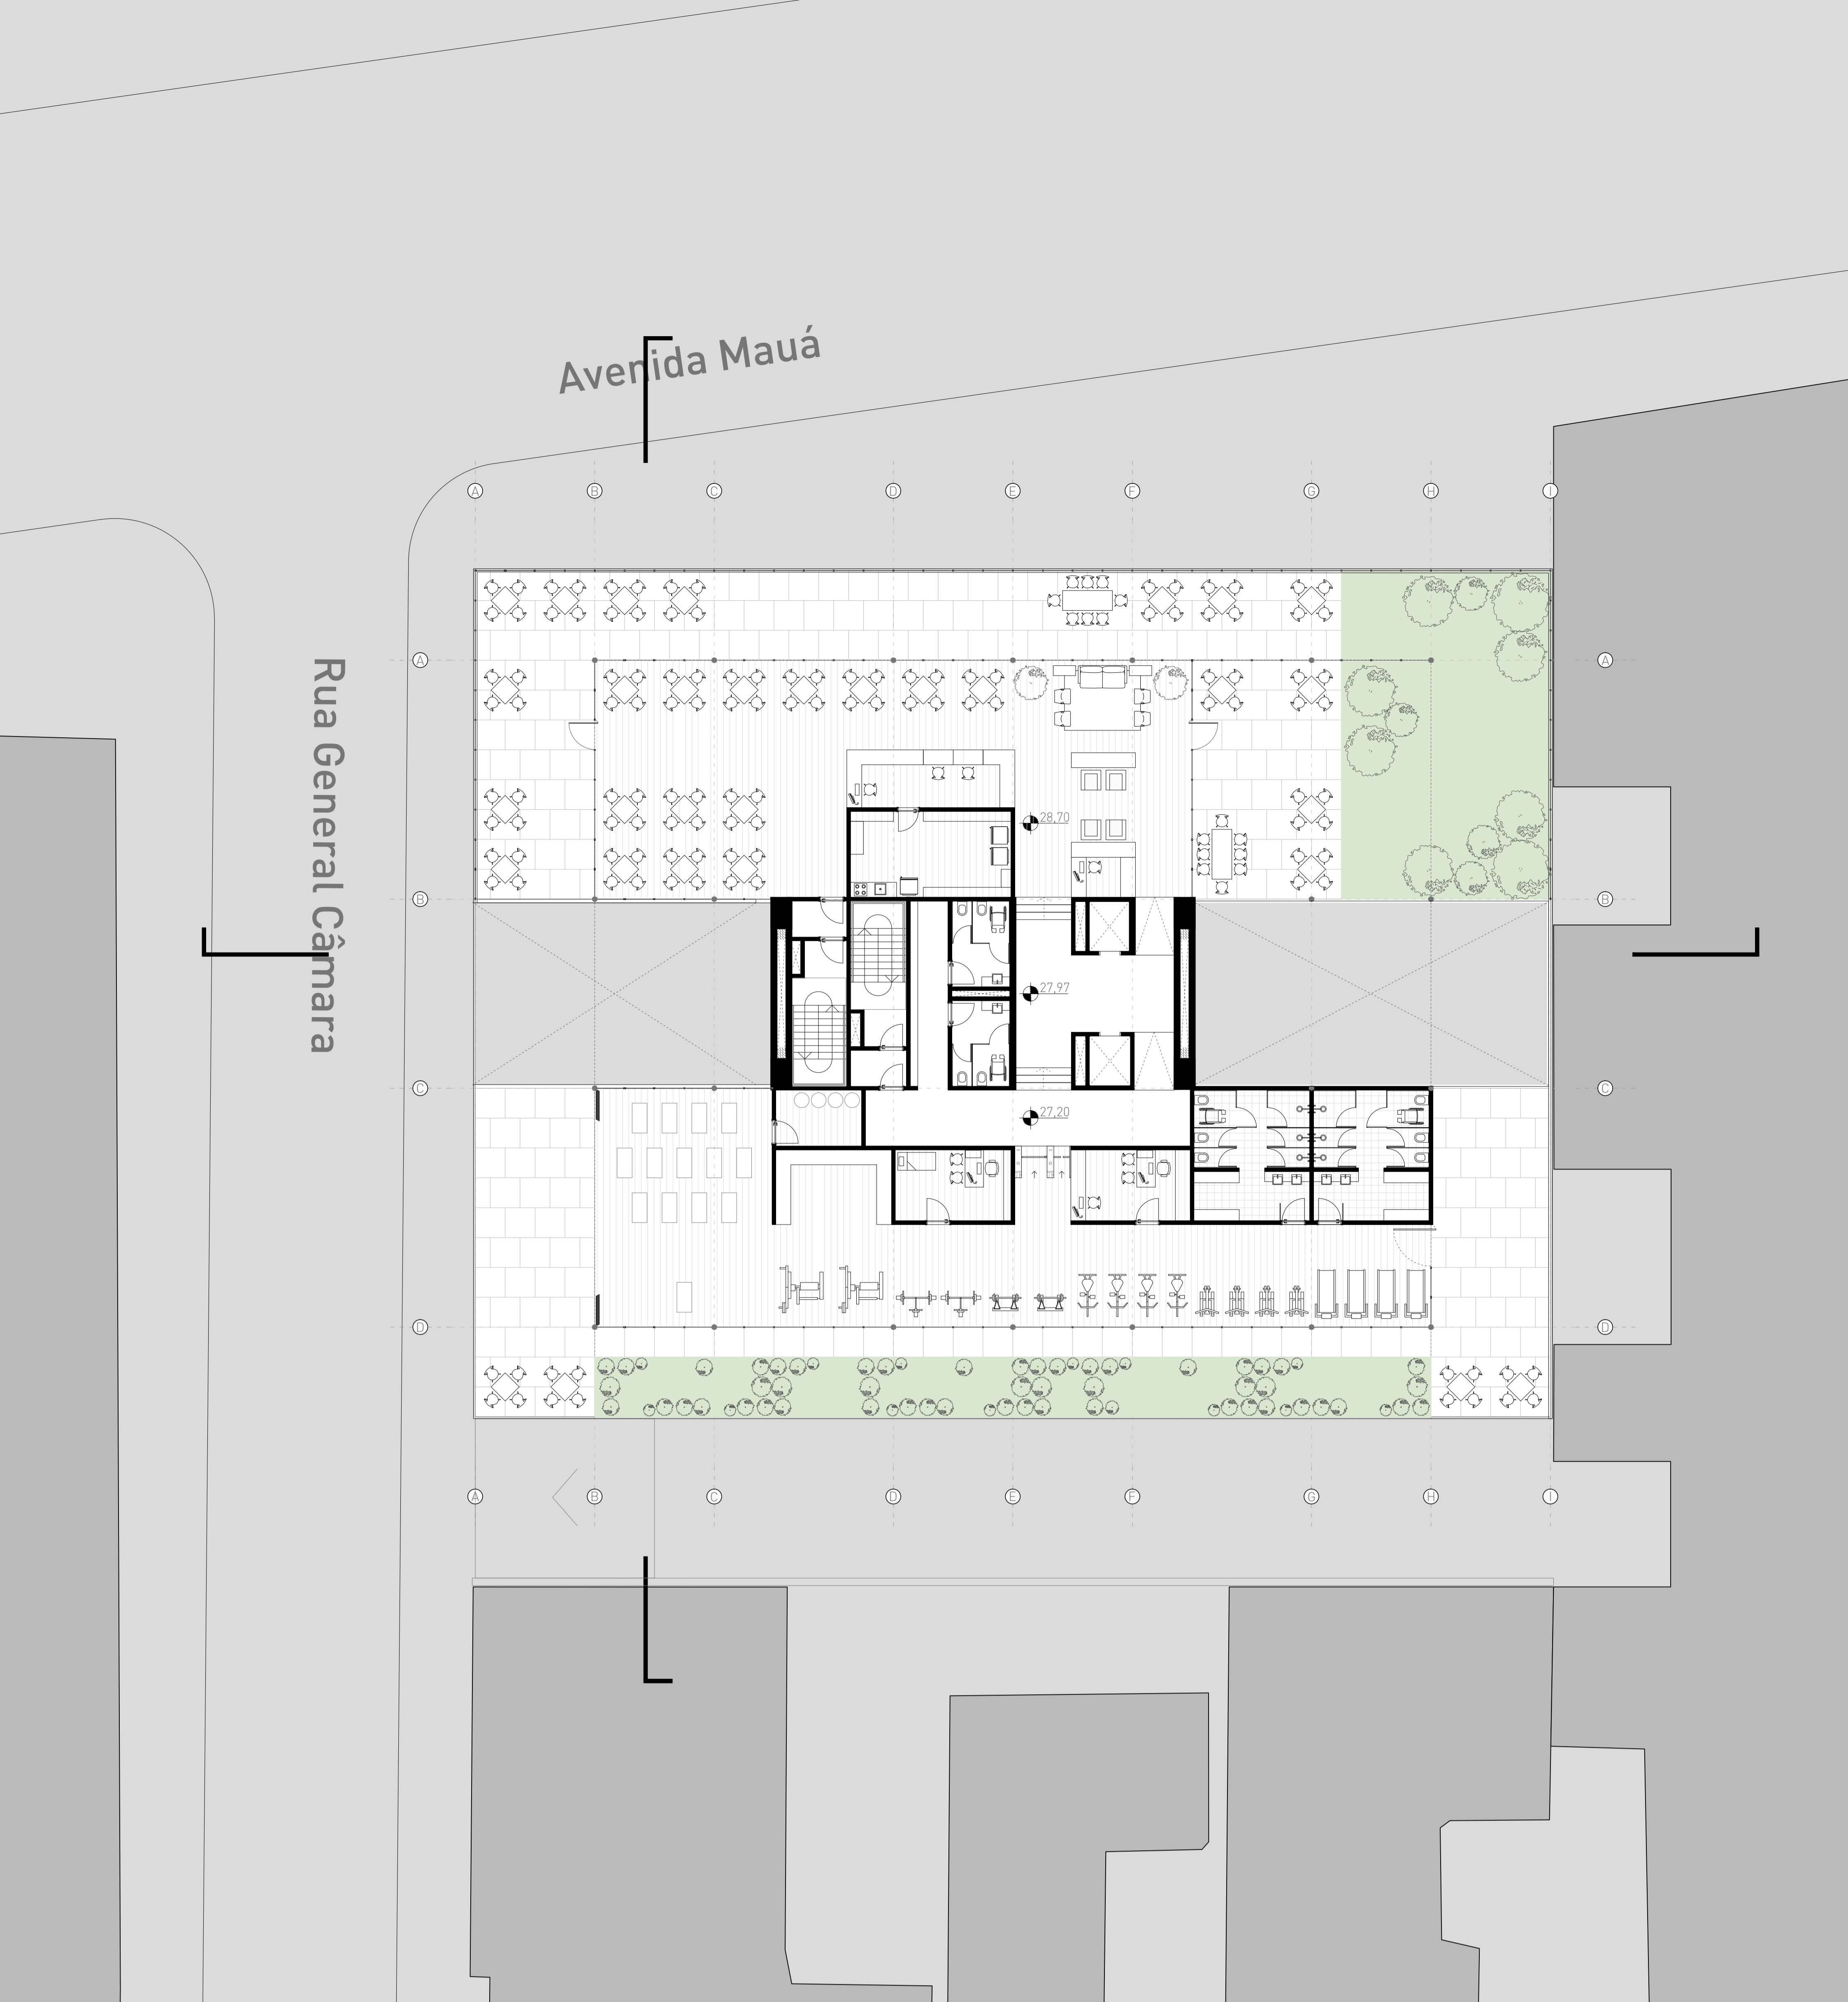 Avenida Mauá
A B C D E F G H I
Rua General Câmara
A A
28,70
B B
27,97
C C
27,20
D D
A B C D E F G H I